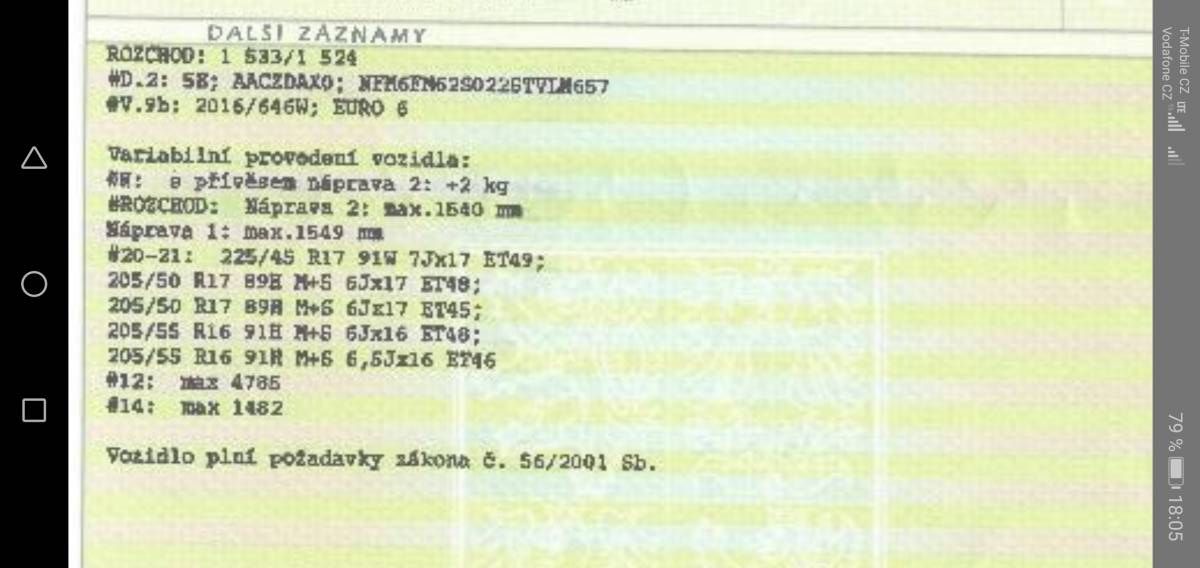 DALŠÍ ZÁZNAMY
ROZCHOD: 1 533/1 524
#D.2: 5E; AACZDAX0; NFM6FM62S0225TVLM657
#V.9b: 2016/646W; EURO 6
Variabilní provedení vozidla:
#N: s přívěsem náprava 2: +2 kg
#ROZCHOD: Náprava 2: max.1540 mm
Náprava 1: max.1549 mm
#20-21: 225/45 R17 91W 7Jx17 ET49;
205/50 R17 89H M+S 6Jx17 ET48;
205/50 R17 89H M+S 6Jx17 ET45;
205/55 R16 91H M+S 6Jx16 ET48;
205/55 R16 91H M+S 6,5Jx16 ET46
#12: max 4785
#14: max 1482
Vozidlo plní požadavky zákona č. 56/2001 Sb.
T-Mobile CZ LTE
Vodafone CZ
79 % 18:05